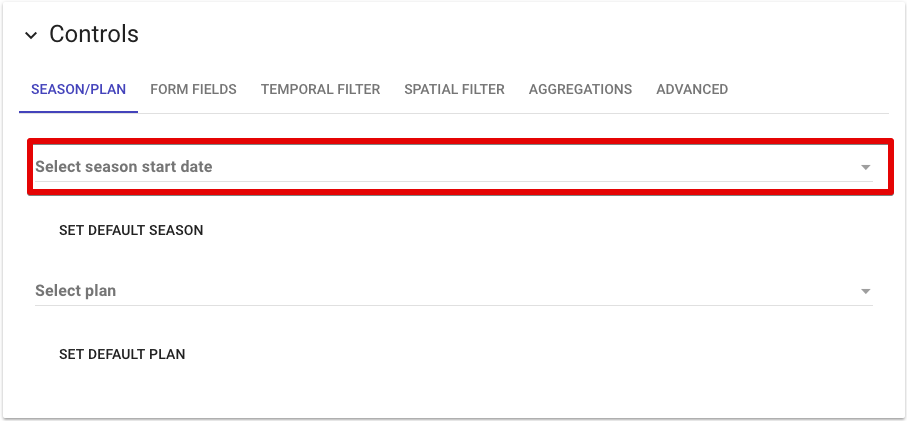 Controls
SEASON/PLAN FORM FIELDS TEMPORAL FILTER SPATIAL FILTER AGGREGATIONS ADVANCED
Select season start date
SET DEFAULT SEASON
Select plan
SET DEFAULT PLAN